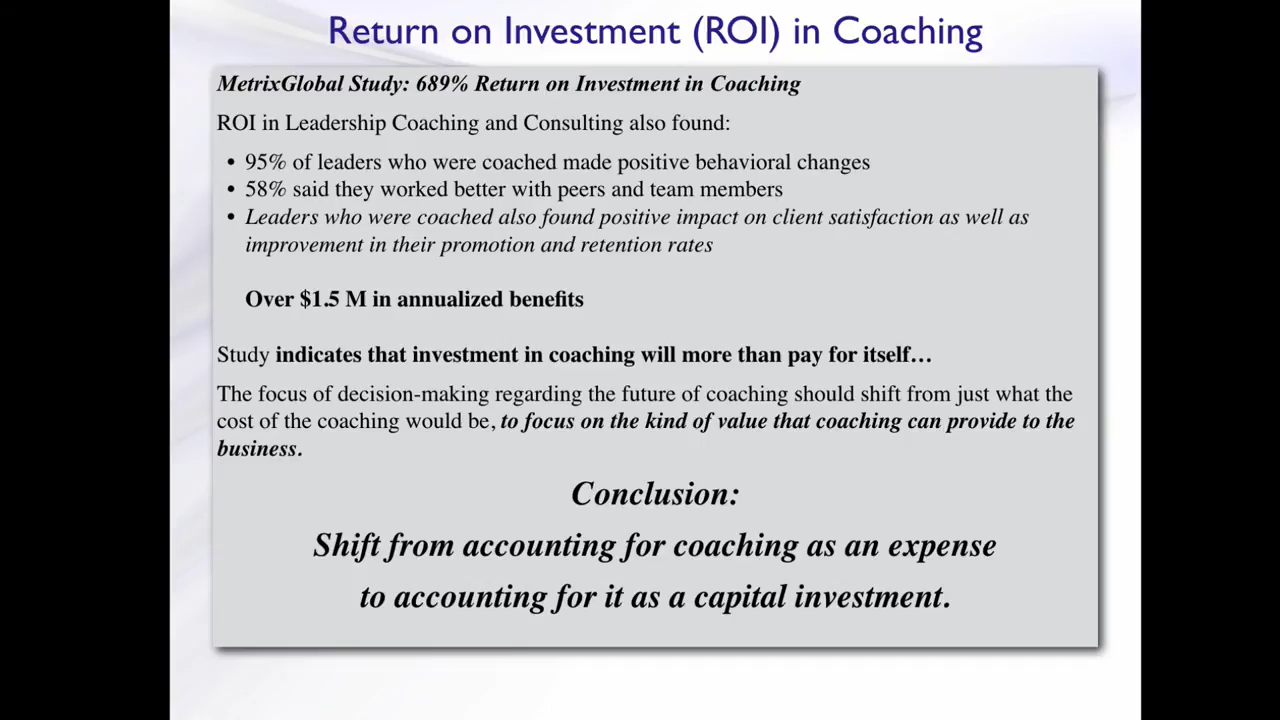 Return on Investment (ROI) in Coaching
MetrixGlobal Study: 689% Return on Investment in Coaching
ROI in Leadership Coaching and Consulting also found:
• 95% of leaders who were coached made positive behavioral changes
• 58% said they worked better with peers and team members
• Leaders who were coached also found positive impact on client satisfaction as well as
improvement in their promotion and retention rates
Over $1.5 M in annualized benefits
Study indicates that investment in coaching will more than pay for itself…
The focus of decision-making regarding the future of coaching should shift from just what the
cost of the coaching would be, to focus on the kind of value that coaching can provide to the
business.
Conclusion:
Shift from accounting for coaching as an expense
to accounting for it as a capital investment.